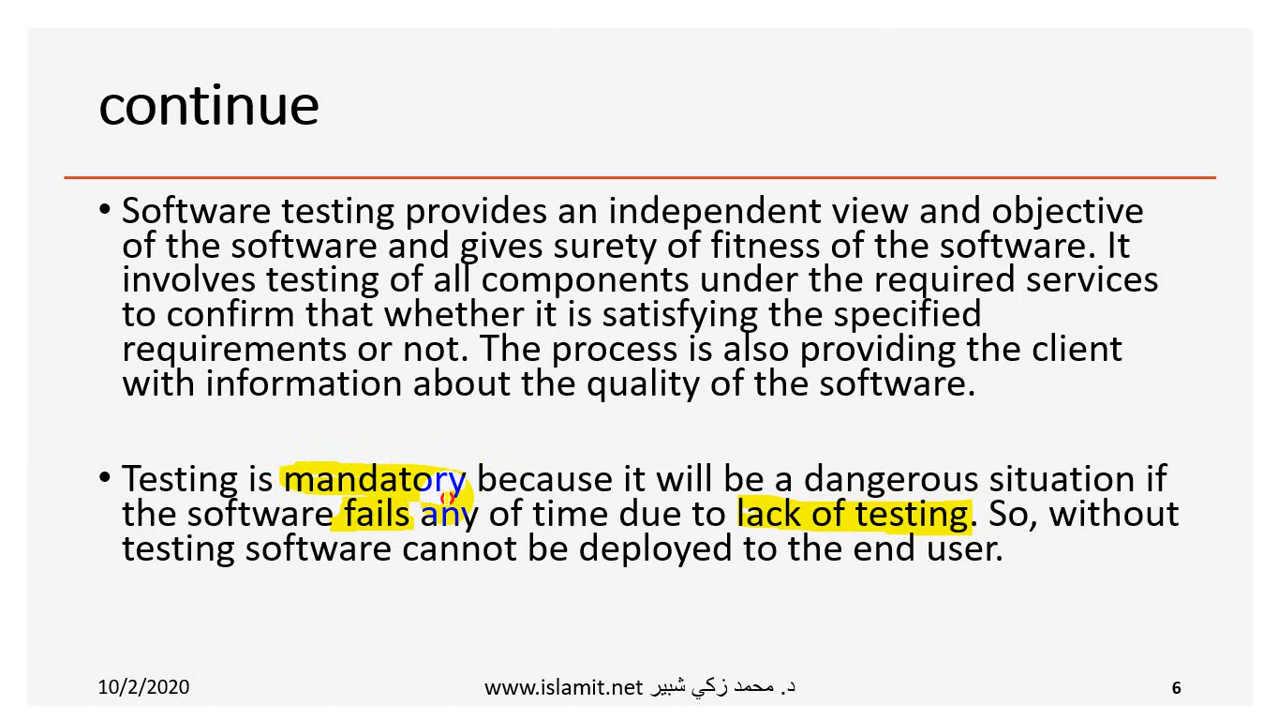 continue
• Software testing provides an independent view and objective
of the software and gives surety of fitness of the software. It
involves testing of all components under the required services
to confirm that whether it is satisfying the specified
requirements or not. The process is also providing the client
with information about the quality of the software.
• Testing is mandatory because it will be a dangerous situation if
the software fails any of time due to lack of testing. So, without
testing software cannot be deployed to the end user.
10/2/2020 www.islamit.net د. محمد زكي شبير 6